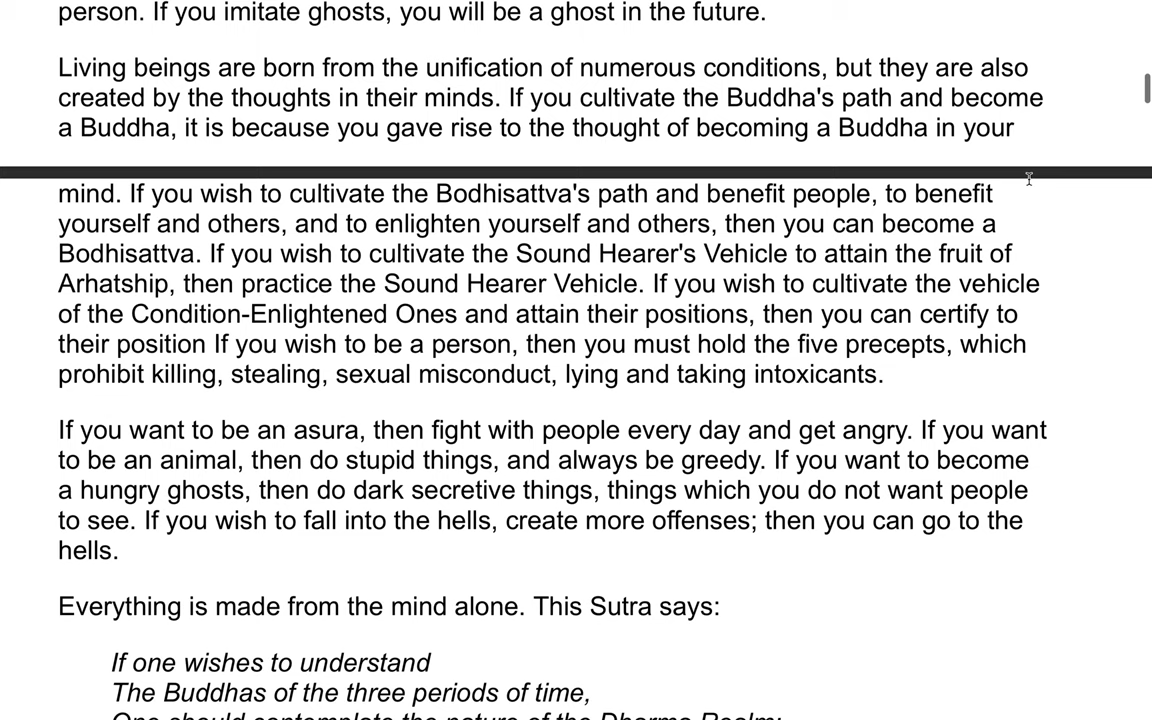 person. If you imitate ghosts, you will be a ghost in the future.
Living beings are born from the unification of numerous conditions, but they are also
created by the thoughts in their minds. If you cultivate the Buddha's path and become
a Buddha, it is because you gave rise to the thought of becoming a Buddha in your
mind. If you wish to cultivate the Bodhisattva's path and benefit people, to benefit
yourself and others, and to enlighten yourself and others, then you can become a
Bodhisattva. If you wish to cultivate the Sound Hearer's Vehicle to attain the fruit of
Arhatship, then practice the Sound Hearer Vehicle. If you wish to cultivate the vehicle
of the Condition-Enlightened Ones and attain their positions, then you can certify to
their position If you wish to be a person, then you must hold the five precepts, which
prohibit killing, stealing, sexual misconduct, lying and taking intoxicants.
If you want to be an asura, then fight with people every day and get angry. If you want
to be an animal, then do stupid things, and always be greedy. If you want to become
a hungry ghosts, then do dark secretive things, things which you do not want people
to see. If you wish to fall into the hells, create more offenses; then you can go to the
hells.
Everything is made from the mind alone. This Sutra says:
If one wishes to understand
The Buddhas of the three periods of time,
One should contemplate the nature of the Dharma Realm: